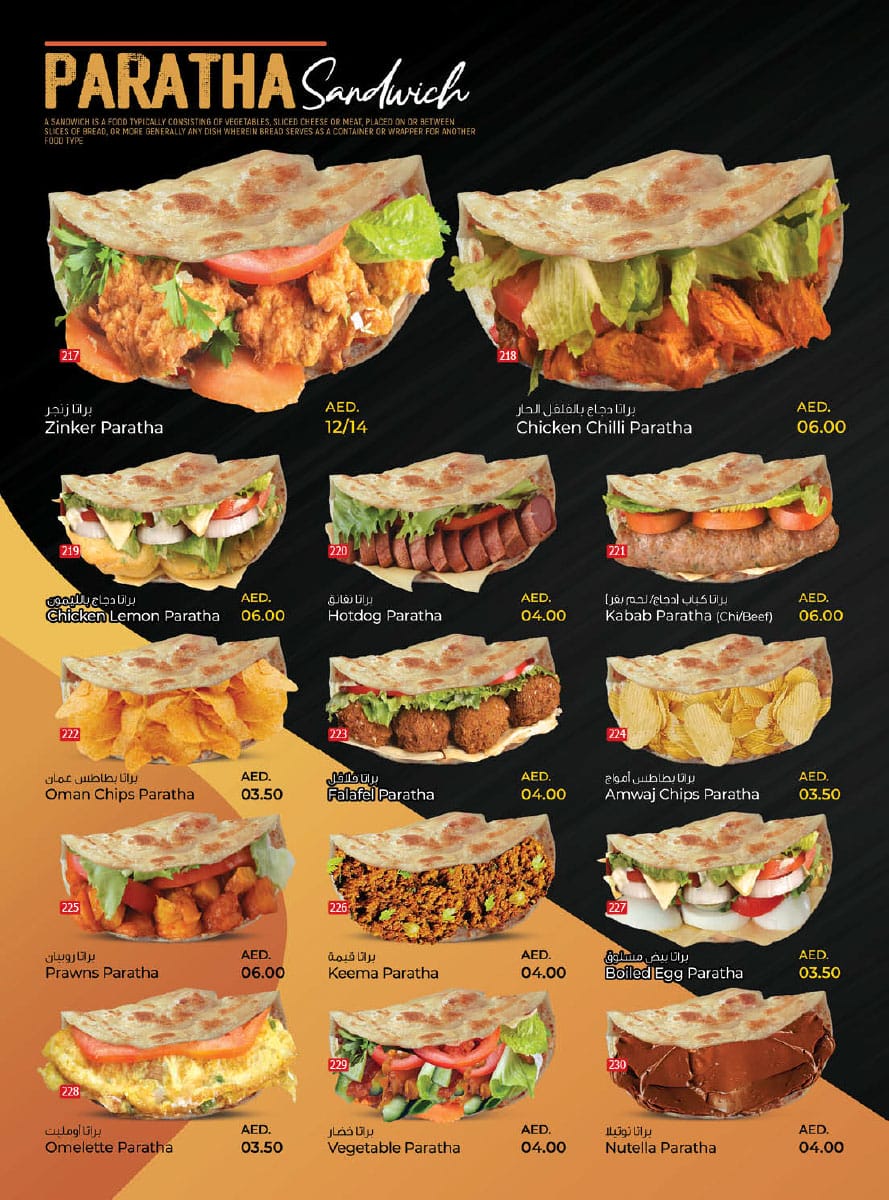 PARATHA Sandwich
A SANDWICH IS A FOOD TYPICALLY CONSISTING OF VEGETABLES, SLICED CHEESE OR MEAT, PLACED ON OR BETWEEN
SLICES OF BREAD, OR MORE GENERALLY ANY DISH WHEREIN BREAD SERVES AS A CONTAINER OR WRAPPER FOR ANOTHER
FOOD TYPE
217
براتا زنجر
AED.
Zinker Paratha
12/14
218
براتا دجاج بالفلفل الحار
AED.
Chicken Chilli Paratha
06.00
219
براتا دجاج بالليمون
AED.
Chicken Lemon Paratha
06.00
220
براتا نقانق
AED.
Hotdog Paratha
04.00
221
براتا كباب (دجاج/لحم بقر)
AED.
Kabab Paratha (Chi/Beef)
06.00
222
براتا بطاطس عمان
AED.
Oman Chips Paratha
03.50
223
براتا فلافل
AED.
Falafel Paratha
04.00
224
براتا بطاطس أمواج
AED.
Amwaj Chips Paratha
03.50
225
براتا روبيان
AED.
Prawns Paratha
06.00
226
براتا قيمة
AED.
Keema Paratha
04.00
227
براتا بيض مسلوق
AED.
Boiled Egg Paratha
03.50
228
براتا أومليت
AED.
Omelette Paratha
03.50
229
براتا خضار
AED.
Vegetable Paratha
04.00
230
براتا نوتيلا
AED.
Nutella Paratha
04.00